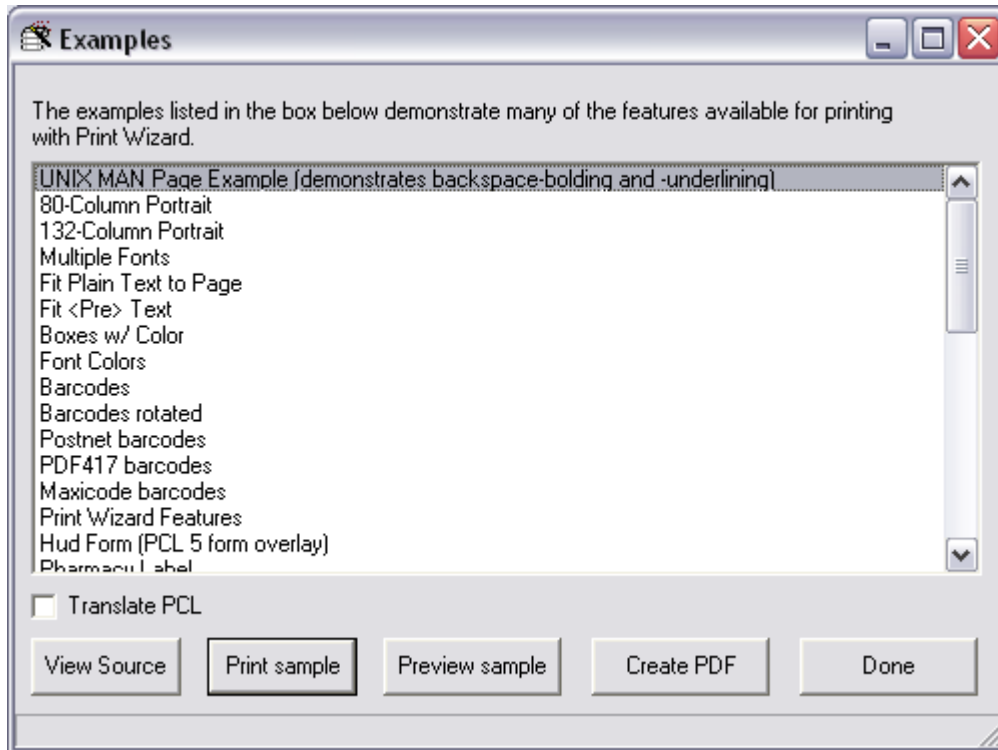 Examples
The examples listed in the box below demonstrate many of the features available for printing
with Print Wizard.
UNIX MAN Page Example (demonstrates backspace-bolding and -underlining)
80-Column Portrait
132-Column Portrait
Multiple Fonts
Fit Plain Text to Page
Fit <Pre> Text
Boxes w/ Color
Font Colors
Barcodes
Barcodes rotated
Postnet barcodes
PDF417 barcodes
Maxicode barcodes
Print Wizard Features
Hud Form (PCL 5 form overlay)
Pharmacy Label
Translate PCL
View Source Print sample Preview sample Create PDF Done